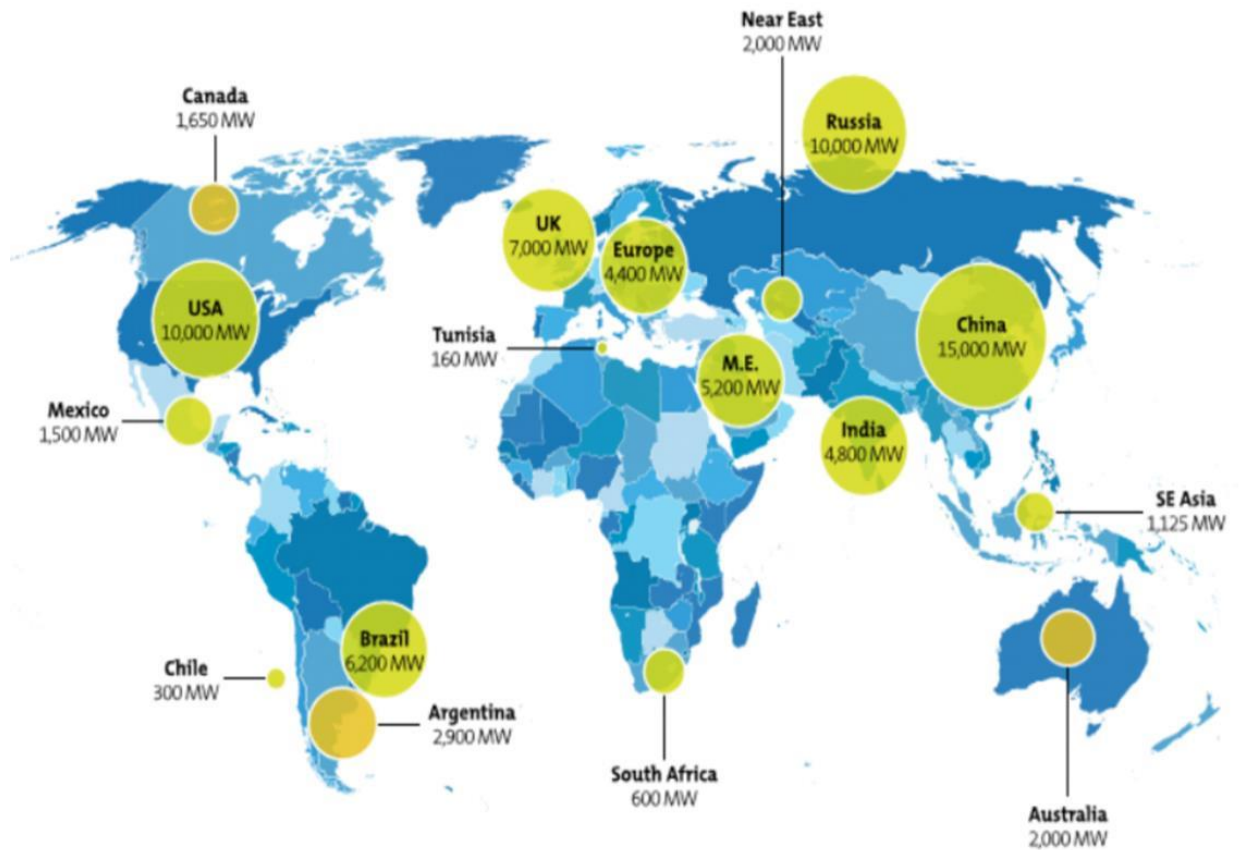 Near East
2,000 MW
Canada
1,650 MW
Russia
10,000 MW
UK
7,000 MW
Europe
4,400 MW
USA
10,000 MW
China
15,000 MW
Tunisia
160 MW
M.E.
5,200 MW
Mexico
1,500 MW
India
4,800 MW
SE Asia
1,125 MW
Brazil
6,200 MW
Chile
300 MW
Argentina
2,900 MW
South Africa
600 MW
Australia
2,000 MW